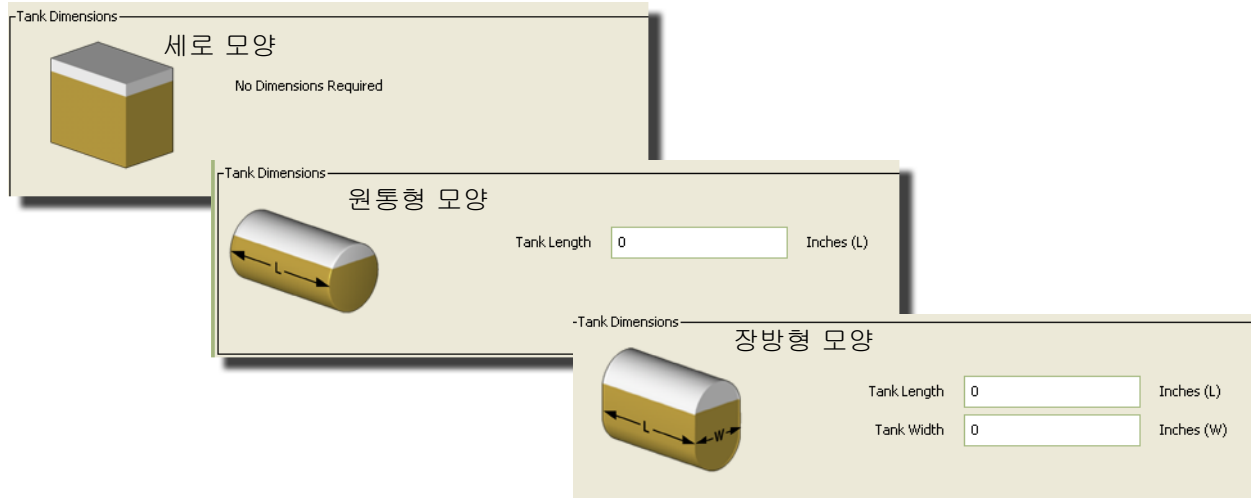 Tank Dimensions
세로 모양
No Dimensions Required
Tank Dimensions
원통형 모양
Tank Length 0 Inches (L)
L
Tank Dimensions
장방형 모양
Tank Length 0 Inches (L)
L W
Tank Width 0 Inches (W)